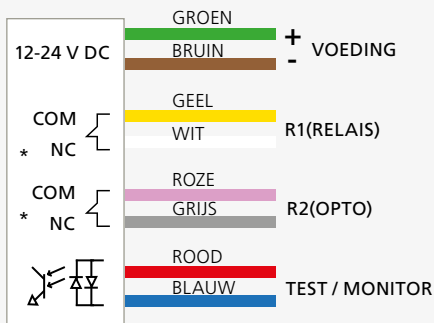 GROEN
12-24 V DC
BRUIN
+
-
VOEDING
GEEL
COM
WIT
* NC
R1(RELAIS)
ROZE
COM
GRIJS
* NC
R2(OPTO)
ROOD
BLAUW
TEST / MONITOR